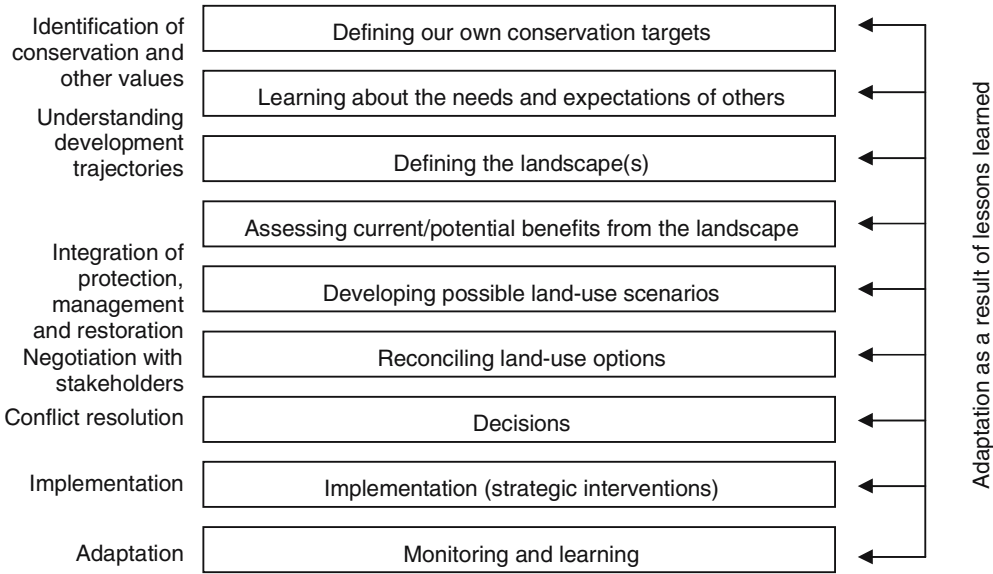 Identification of
conservation and
other values
Understanding
development
trajectories
Integration of
protection,
management
and restoration
Negotiation with
stakeholders
Conflict resolution
Implementation
Adaptation
Defining our own conservation targets
Learning about the needs and expectations of others
Defining the landscape(s)
Assessing current/potential benefits from the landscape
Developing possible land-use scenarios
Reconciling land-use options
Decisions
Implementation (strategic interventions)
Monitoring and learning
Adaptation as a result of lessons learned